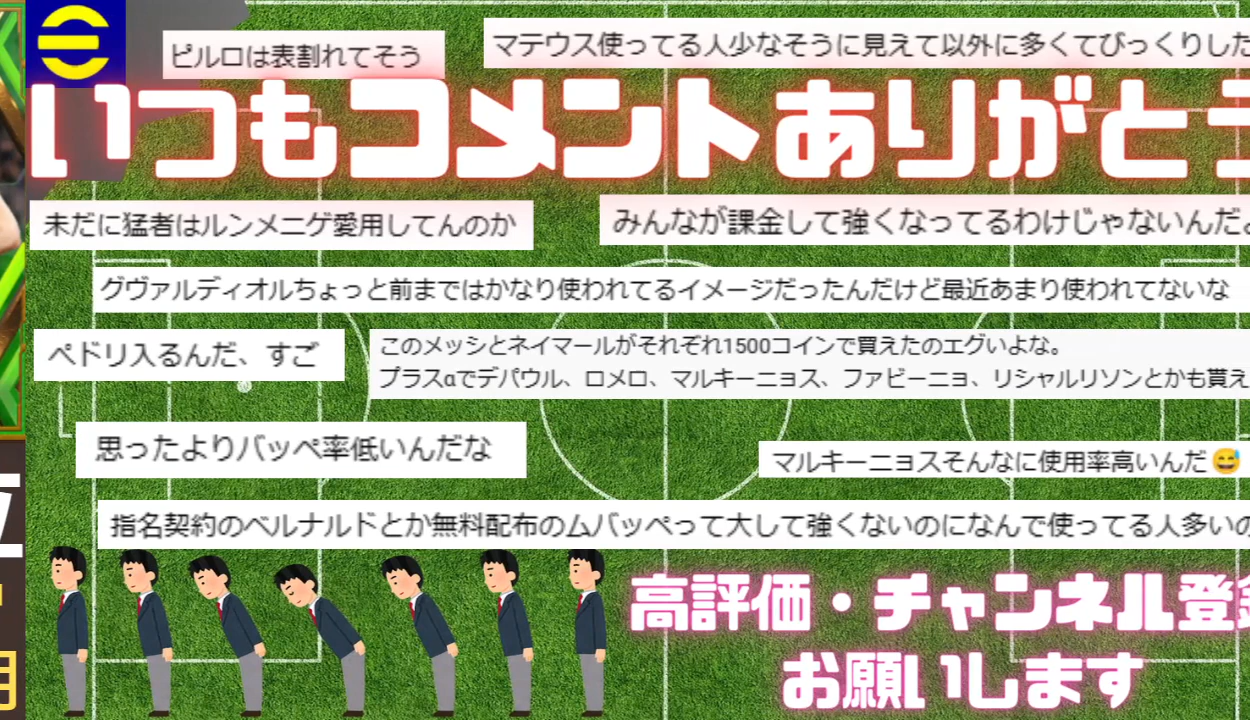 ピルロは表割れてそう
マテウス使ってる人少なそうに見えて以外に多くてびっくりした
いつもコメントありがとう
未だに猛者はルンメニゲ愛用してんのか
みんなが課金して強くなってるわけじゃないんだよ
グヴァルディオルちょっと前まではかなり使われてるイメージだったんだけど最近あまり使われてないな
ペドリ入るんだ、すご
このメッシとネイマールがそれぞれ1500コインで買えたのエグいよな。
プラスαでデパウル、ロメロ、マルキーニョス、ファビーニョ、リシャルリソンとかも貰え
思ったよりバッペ率低いんだな
マルキーニョスそんなに使用率高いんだ😅
指名契約のベルナルドとか無料配布のムバッペって大して強くないのになんで使ってる人多いの
高評価・チャンネル登録
お願いします